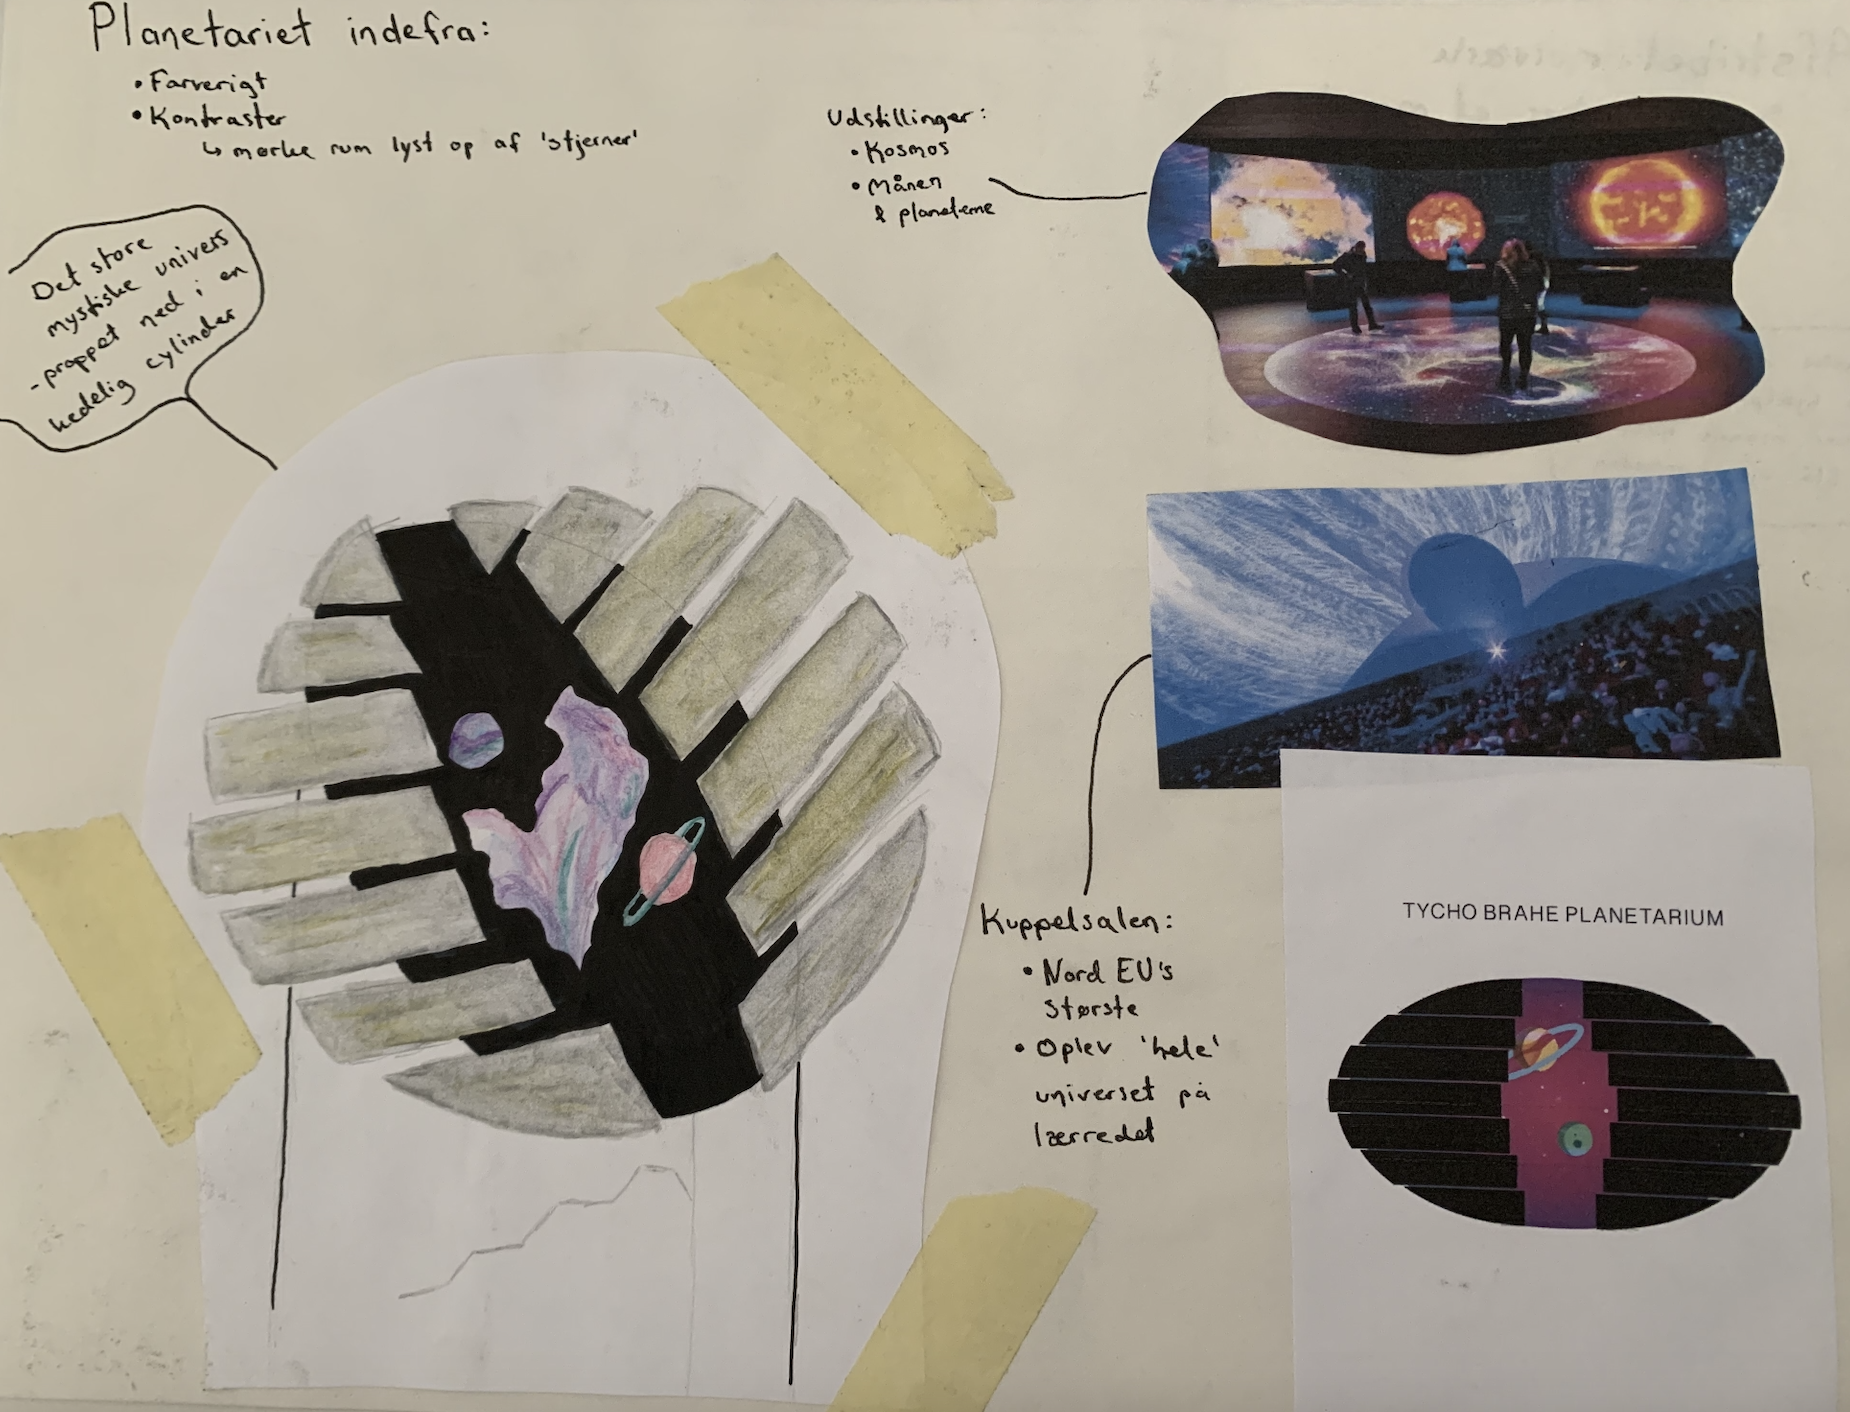 Planetariet indefra:
• Farverigt
• Kontraster
↳ mørke rum lyst op af 'stjerner'
Det store
mystiske univers
- proppet ned i en
kedelig cylinder
Udstillinger:
• Kosmos
• Månen
& planeterne
Kuppelsalen:
• Nord EU's
største
• Oplev 'hele'
universet på
lærredet
TYCHO BRAHE PLANETARIUM